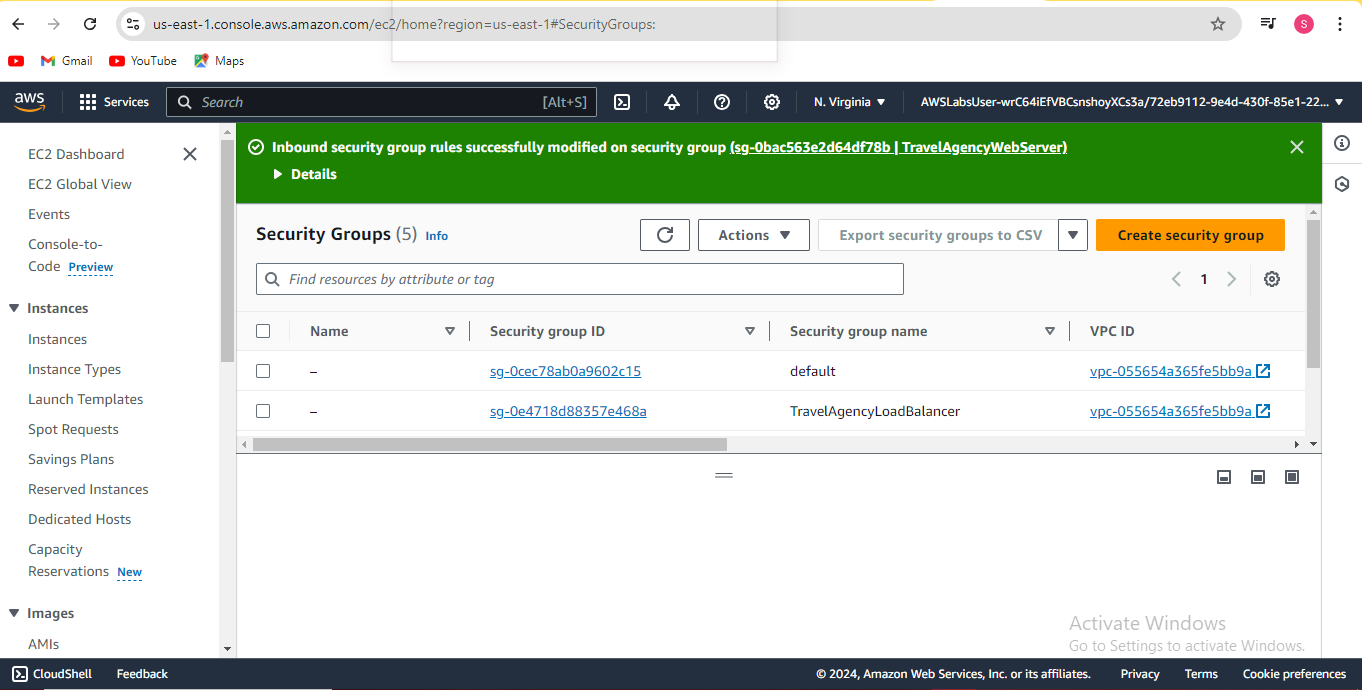 us-east-1.console.aws.amazon.com/ec2/home?region=us-east-1#SecurityGroups:
S
Gmail
YouTube
Maps
aws
Services
Search
[Alt+S]
N. Virginia
AWSLabsUser-wrC64iEfVBCsnshoyXCs3a/72eb9112-9e4d-430f-85e1-22...
EC2 Dashboard
EC2 Global View
Events
Console-to-
Code Preview
Instances
Instances
Instance Types
Launch Templates
Spot Requests
Savings Plans
Reserved Instances
Dedicated Hosts
Capacity
Reservations New
Images
AMIs
Inbound security group rules successfully modified on security group (sg-0bac563e2d64df78b | TravelAgencyWebServer)
Details
Security Groups (5) Info
Actions
Export security groups to CSV
Create security group
Find resources by attribute or tag
1
Name Security group ID Security group name VPC ID
– sg-0cec78ab0a9602c15 default vpc-055654a365fe5bb9a
– sg-0e4718d88357e468a TravelAgencyLoadBalancer vpc-055654a365fe5bb9a
Activate Windows
Go to Settings to activate Windows.
CloudShell Feedback
© 2024, Amazon Web Services, Inc. or its affiliates. Privacy Terms Cookie preferences